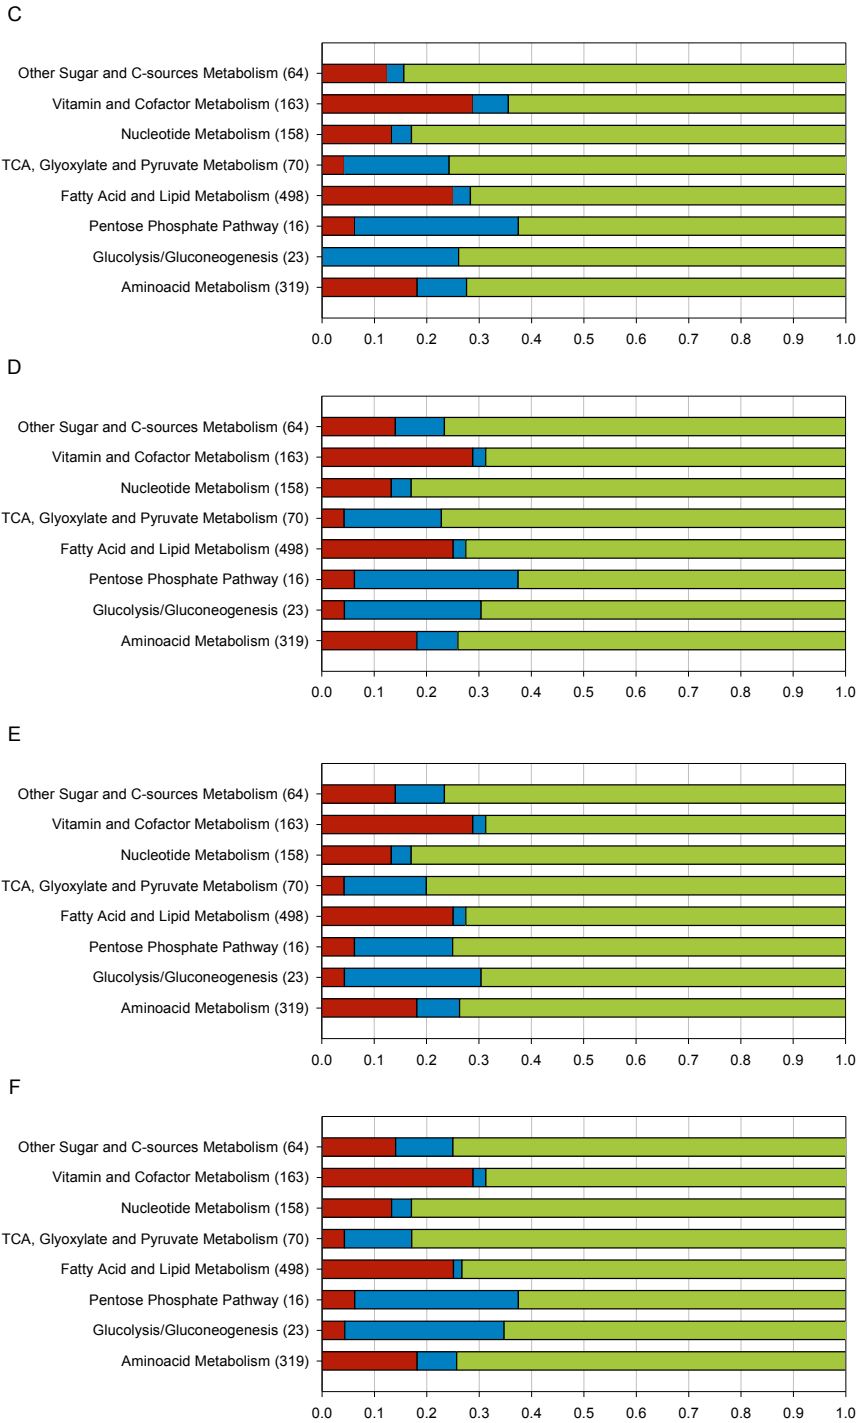 C
Other Sugar and C-sources Metabolism (64)
Vitamin and Cofactor Metabolism (163)
Nucleotide Metabolism (158)
TCA, Glyoxylate and Pyruvate Metabolism (70)
Fatty Acid and Lipid Metabolism (498)
Pentose Phosphate Pathway (16)
Glucolysis/Gluconeogenesis (23)
Aminoacid Metabolism (319)
0.0 0.1 0.2 0.3 0.4 0.5 0.6 0.7 0.8 0.9 1.0
D
Other Sugar and C-sources Metabolism (64)
Vitamin and Cofactor Metabolism (163)
Nucleotide Metabolism (158)
TCA, Glyoxylate and Pyruvate Metabolism (70)
Fatty Acid and Lipid Metabolism (498)
Pentose Phosphate Pathway (16)
Glucolysis/Gluconeogenesis (23)
Aminoacid Metabolism (319)
0.0 0.1 0.2 0.3 0.4 0.5 0.6 0.7 0.8 0.9 1.0
E
Other Sugar and C-sources Metabolism (64)
Vitamin and Cofactor Metabolism (163)
Nucleotide Metabolism (158)
TCA, Glyoxylate and Pyruvate Metabolism (70)
Fatty Acid and Lipid Metabolism (498)
Pentose Phosphate Pathway (16)
Glucolysis/Gluconeogenesis (23)
Aminoacid Metabolism (319)
0.0 0.1 0.2 0.3 0.4 0.5 0.6 0.7 0.8 0.9 1.0
F
Other Sugar and C-sources Metabolism (64)
Vitamin and Cofactor Metabolism (163)
Nucleotide Metabolism (158)
TCA, Glyoxylate and Pyruvate Metabolism (70)
Fatty Acid and Lipid Metabolism (498)
Pentose Phosphate Pathway (16)
Glucolysis/Gluconeogenesis (23)
Aminoacid Metabolism (319)
0.0 0.1 0.2 0.3 0.4 0.5 0.6 0.7 0.8 0.9 1.0